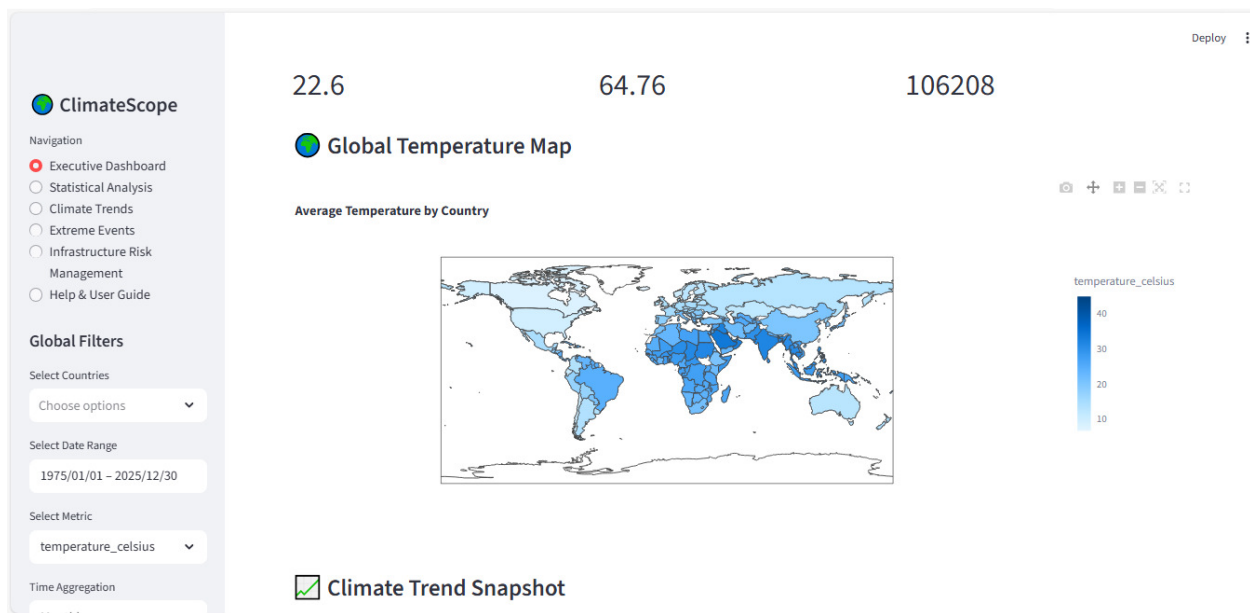 Deploy
ClimateScope
Navigation
Executive Dashboard
Statistical Analysis
Climate Trends
Extreme Events
Infrastructure Risk
Management
Help & User Guide
Global Filters
Select Countries
Choose options
Select Date Range
1975/01/01 – 2025/12/30
Select Metric
temperature_celsius
Time Aggregation
22.6 64.76 106208
Global Temperature Map
Average Temperature by Country
temperature_celsius
40
30
20
10
Climate Trend Snapshot